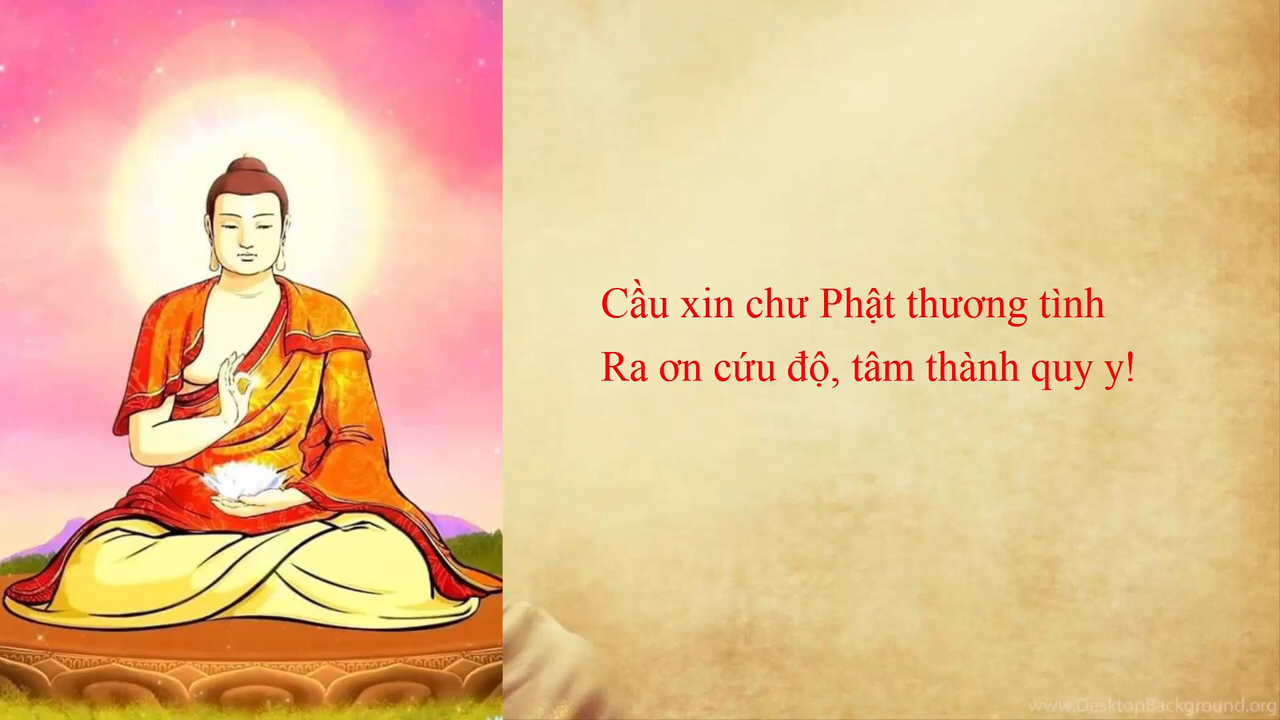 Cầu xin chư Phật thương tình
Ra ơn cứu độ, tâm thành quy y!
www.DesktopBackground.org